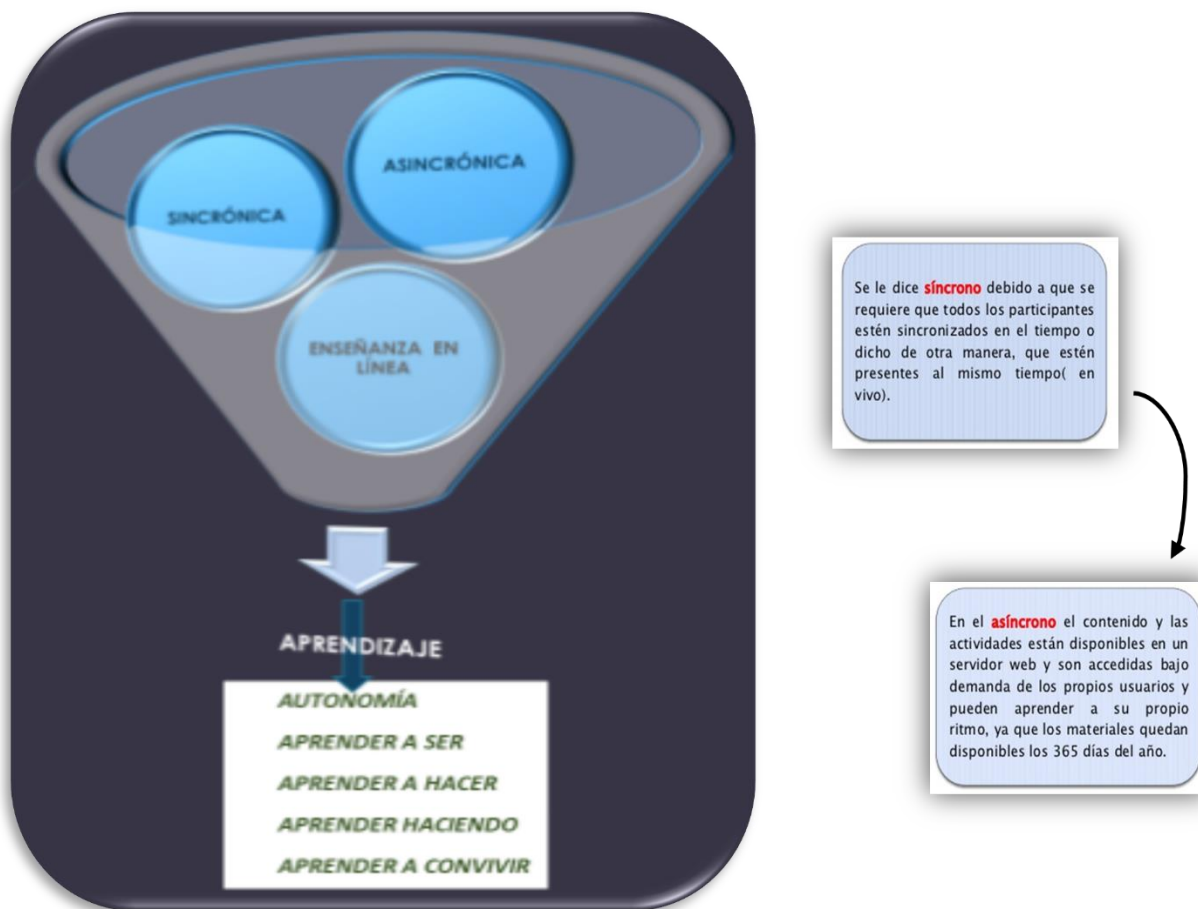 ASINCRÓNICA
SINCRÓNICA
ENSEÑANZA EN
LÍNEA
APRENDIZAJE
AUTONOMÍA
APRENDER A SER
APRENDER A HACER
APRENDER HACIENDO
APRENDER A CONVIVIR
Se le dice síncrono debido a que se
requiere que todos los participantes
estén sincronizados en el tiempo o
dicho de otra manera, que estén
presentes al mismo tiempo( en
vivo).
En el asíncrono el contenido y las
actividades están disponibles en un
servidor web y son accedidas bajo
demanda de los propios usuarios y
pueden aprender a su propio
ritmo, ya que los materiales quedan
disponibles los 365 días del año.